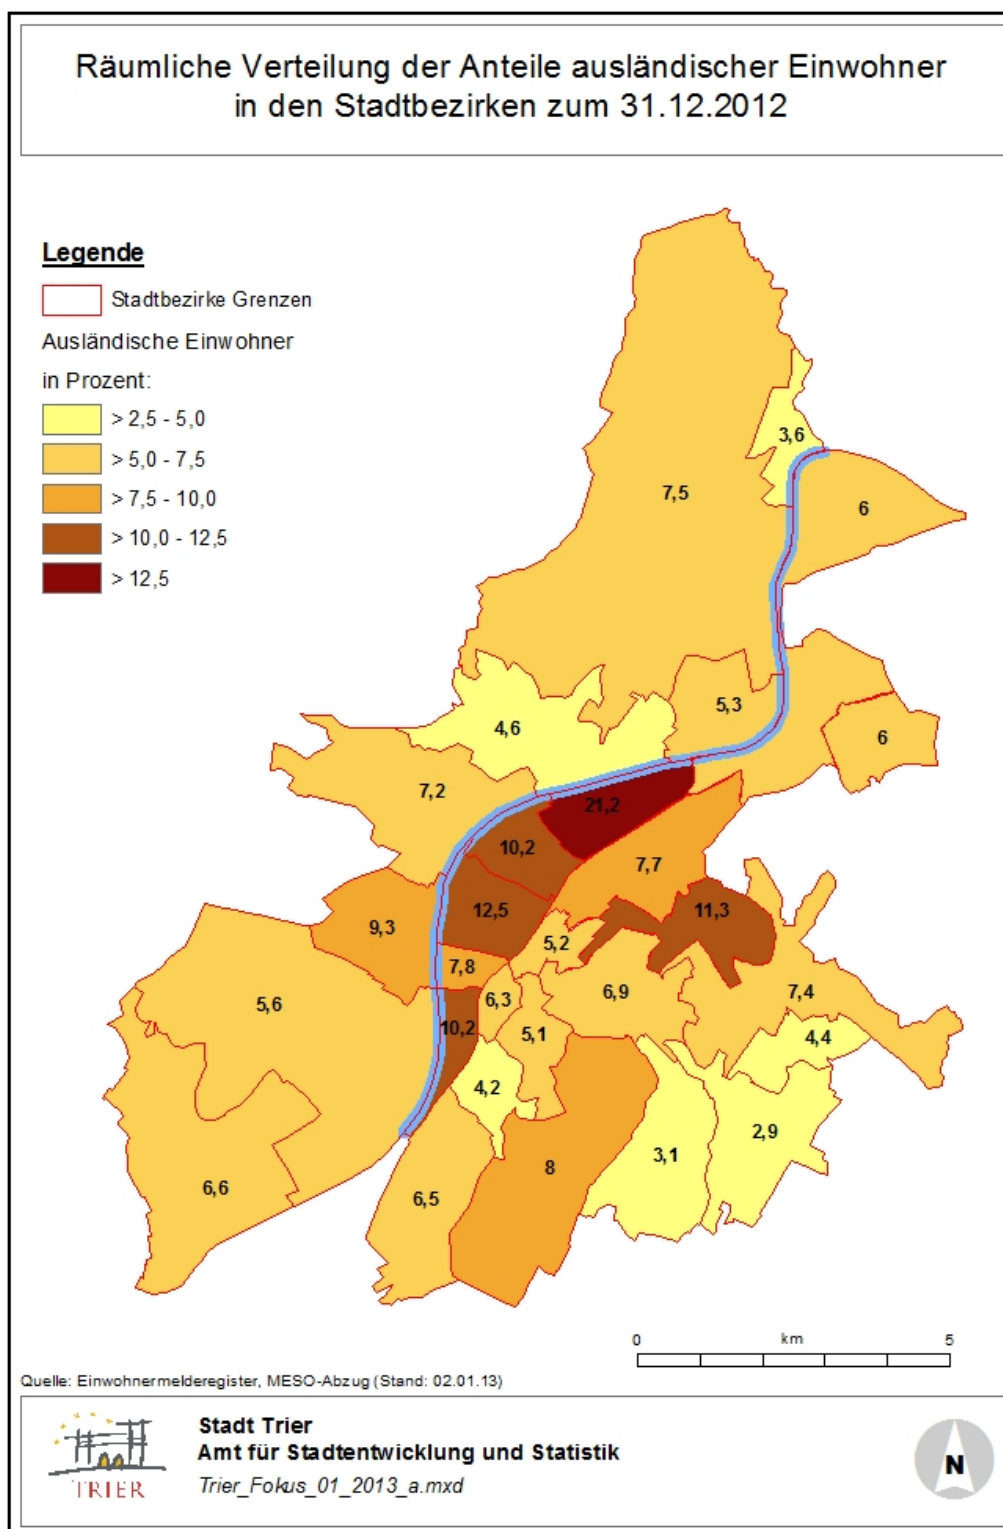 Räumliche Verteilung der Anteile ausländischer Einwohner
in den Stadtbezirken zum 31.12.2012
Legende
Stadtbezirke Grenzen
Ausländische Einwohner
in Prozent:
> 2,5 - 5,0
> 5,0 - 7,5
> 7,5 - 10,0
> 10,0 - 12,5
> 12,5
3,6
7,5
6
5,3
4,6
6
7,2
21,2
10,2
7,7
12,5
11,3
9,3
5,2
7,8
6,9
7,4
5,6
6,3
10,2
5,1
4,4
4,2
2,9
3,1
8
6,6
6,5
0 km 5
Quelle: Einwohnermelderegister, MESO-Abzug (Stand: 02.01.13)
TRIER
Stadt Trier
Amt für Stadtentwicklung und Statistik
Trier_Fokus_01_2013_a.mxd
N